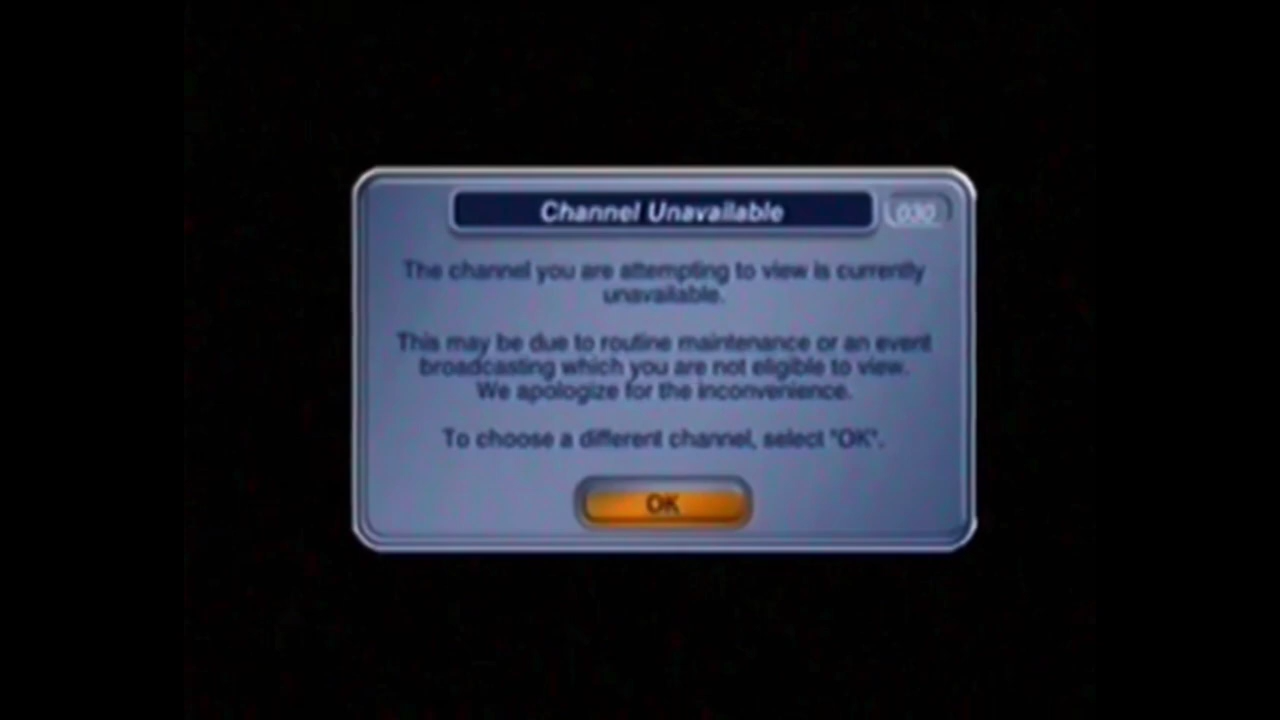 Channel Unavailable
030
The channel you are attempting to view is currently
unavailable.
This may be due to routine maintenance or an event
broadcasting which you are not eligible to view.
We apologize for the inconvenience.
To choose a different channel, select "OK".
OK